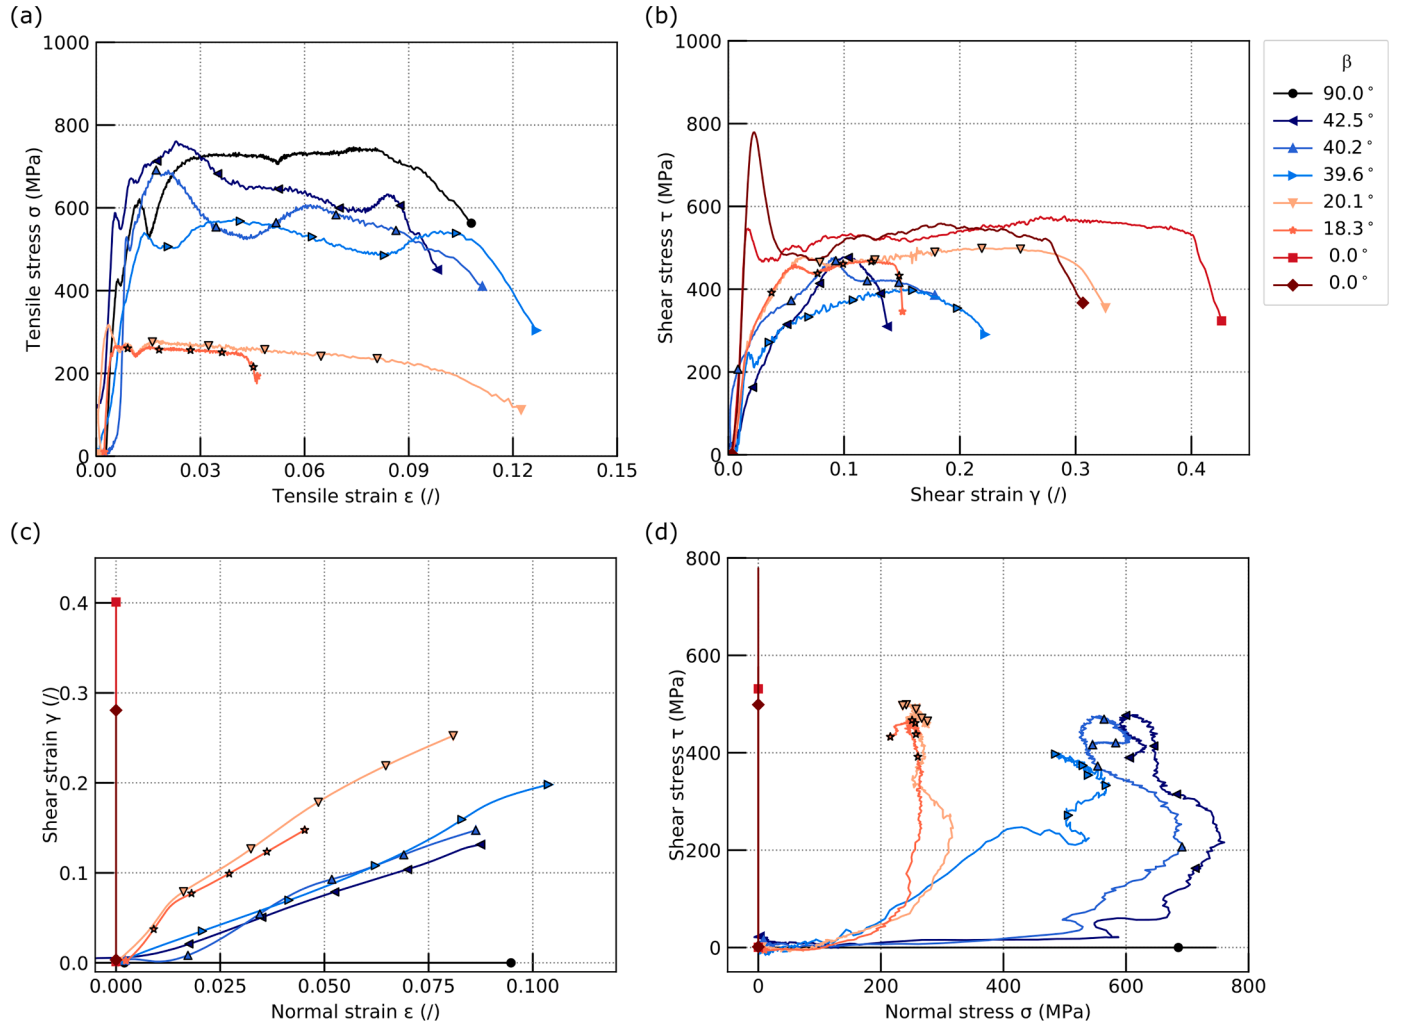 (a)
1000
800
600
400
200
0
0.00 0.03 0.06 0.09 0.12 0.15
Tensile stress σ (MPa)
Tensile strain ε (/)
(b)
1000
800
600
400
200
0
0.0 0.1 0.2 0.3 0.4
Shear stress τ (MPa)
Shear strain γ (/)
β
90.0°
42.5°
40.2°
39.6°
20.1°
18.3°
0.0°
0.0°
(c)
0.4
0.3
0.2
0.1
0.0
0.000 0.025 0.050 0.075 0.100
Shear strain γ (/)
Normal strain ε (/)
(d)
800
600
400
200
0
0 200 400 600 800
Shear stress τ (MPa)
Normal stress σ (MPa)